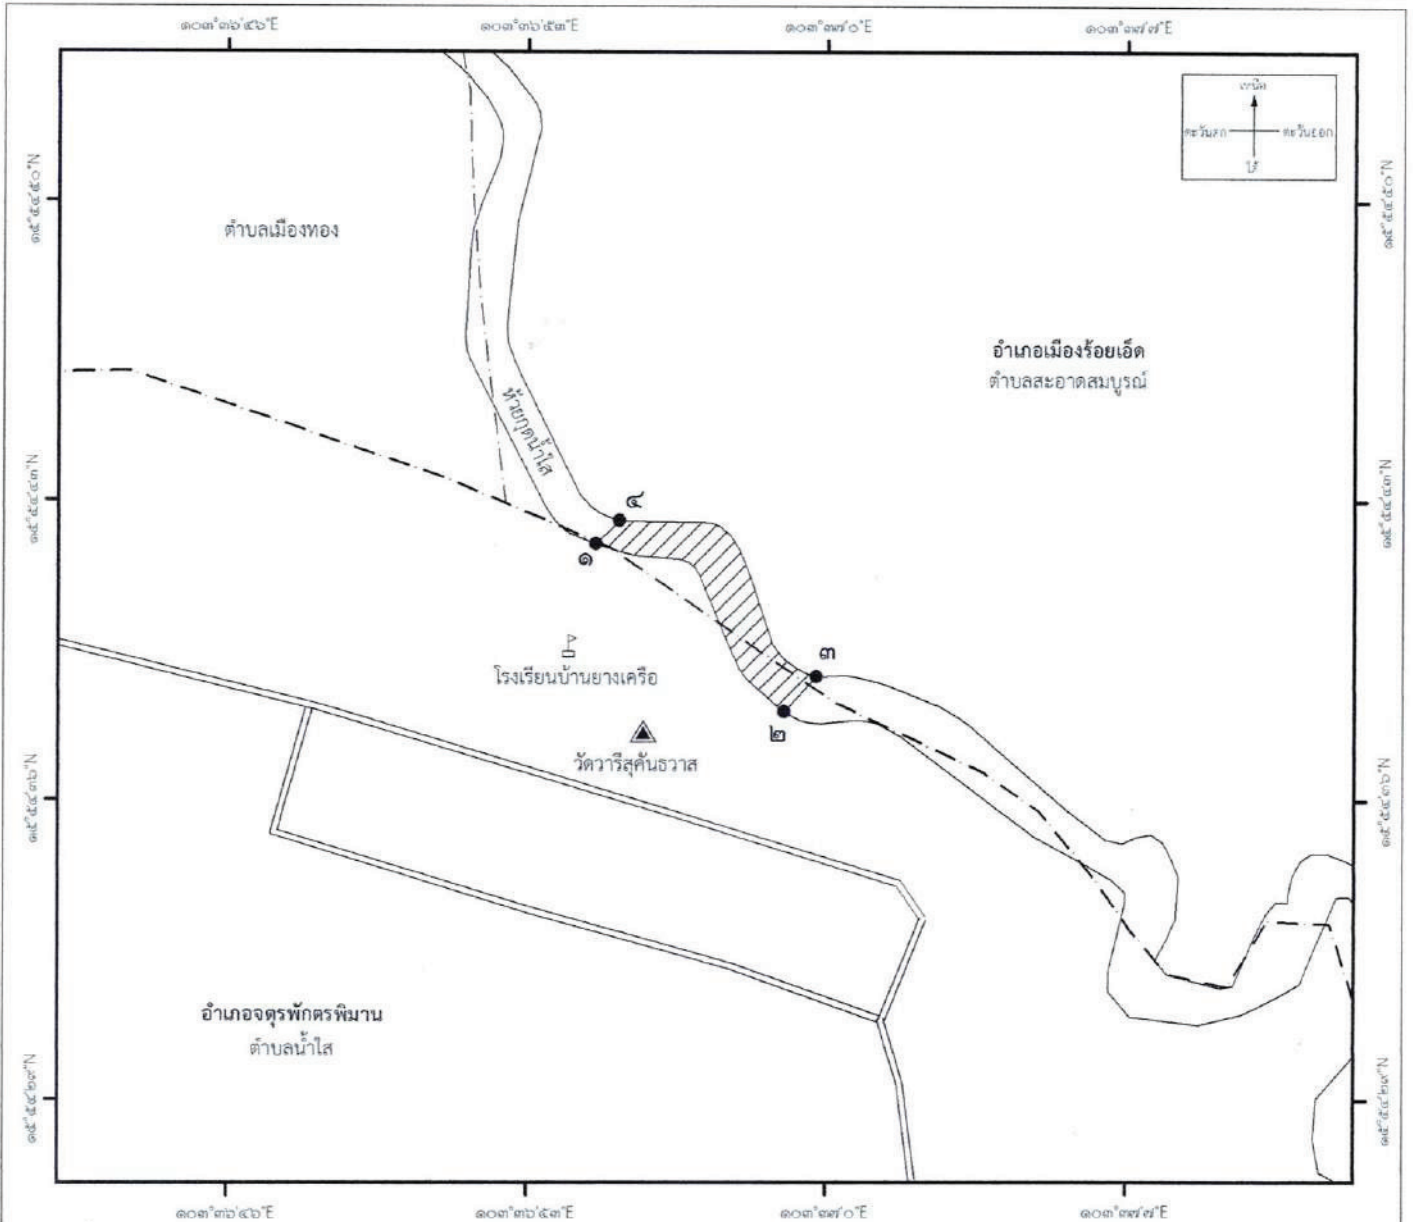 ๑๐๓°๓๖'๔๖"E ๑๐๓°๓๖'๕๓"E ๑๐๓°๓๗'๐"E ๑๐๓°๓๗'๗"E
เหนือ
ตะวันตก ตะวันออก
ใต้
๑๕°๕๔'๕๐"N ๑๕°๕๔'๕๐"N
ตำบลเมืองทอง
อำเภอเมืองร้อยเอ็ด
ตำบลสะอาดสมบูรณ์
ห้วยกุดน้ำใส
๑๕°๕๔'๔๓"N ๑๕°๕๔'๔๓"N
๔
๑
๓
โรงเรียนบ้านยางเครือ
๒
วัดวารีสุคันธวาส
๑๕°๕๔'๓๖"N ๑๕°๕๔'๓๖"N
อำเภอจตุรพักตรพิมาน
ตำบลน้ำใส
๑๕°๕๔'๒๙"N ๑๕°๕๔'๒๙"N
๑๐๓°๓๖'๔๖"E ๑๐๓°๓๖'๕๓"E ๑๐๓°๓๗'๐"E ๑๐๓°๓๗'๗"E